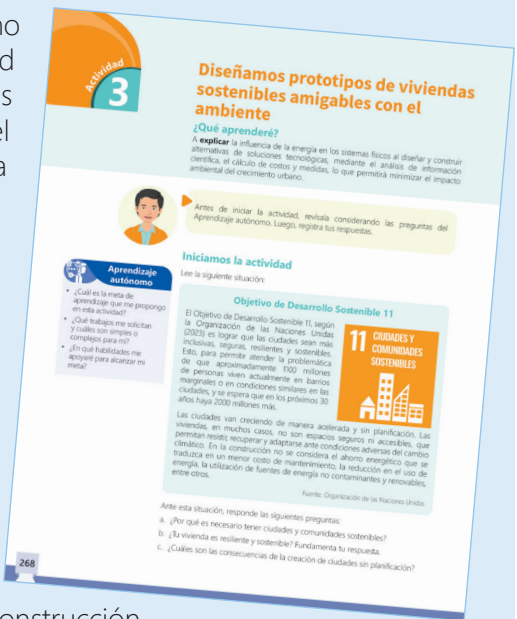 no
d
s
el
a
Actividad
3
Diseñamos prototipos de viviendas
sostenibles amigables con el
ambiente
¿Qué aprenderé?
A explicar la influencia de la energía en los sistemas físicos al diseñar y construir
alternativas de soluciones tecnológicas, mediante el análisis de información
científica, el cálculo de costos y medidas, lo que permitirá minimizar el impacto
ambiental del crecimiento urbano.
Antes de iniciar la actividad, revísala considerando las preguntas del
Aprendizaje autónomo. Luego, registra tus respuestas.
Aprendizaje
autónomo
• ¿Cuál es la meta de
aprendizaje que me propongo
en esta actividad?
• ¿Qué trabajos me solicitan
y cuáles son simples o
complejos para mí?
• ¿En qué habilidades me
apoyaré para alcanzar mi
meta?
Iniciamos la actividad
Lee la siguiente situación:
Objetivo de Desarrollo Sostenible 11
El Objetivo de Desarrollo Sostenible 11, según
la Organización de las Naciones Unidas
(2023) es lograr que las ciudades sean más
inclusivas, seguras, resilientes y sostenibles.
Esto, para permitir atender la problemática
de que aproximadamente 1100 millones
de personas viven actualmente en barrios
marginales o en condiciones similares en las
ciudades, y se espera que en los próximos 30
años haya 2000 millones más.
11 CIUDADES Y
COMUNIDADES
SOSTENIBLES
Las ciudades van creciendo de manera acelerada y sin planificación. Las
viviendas, en muchos casos, no son espacios seguros ni accesibles, que
permitan resistir, recuperar y adaptarse ante condiciones adversas del cambio
climático. En la construcción no se considera el ahorro energético que se
traduzca en un menor costo de mantenimiento, la reducción en el uso de
energía, la utilización de fuentes de energía no contaminantes y renovables,
entre otros.
Fuente: Organización de las Naciones Unidas
Ante esta situación, responde las siguientes preguntas:
a. ¿Por qué es necesario tener ciudades y comunidades sostenibles?
b. ¿Tu vivienda es resiliente y sostenible? Fundamenta tu respuesta.
c. ¿Cuáles son las consecuencias de la creación de ciudades sin planificación?
268
onstrucción